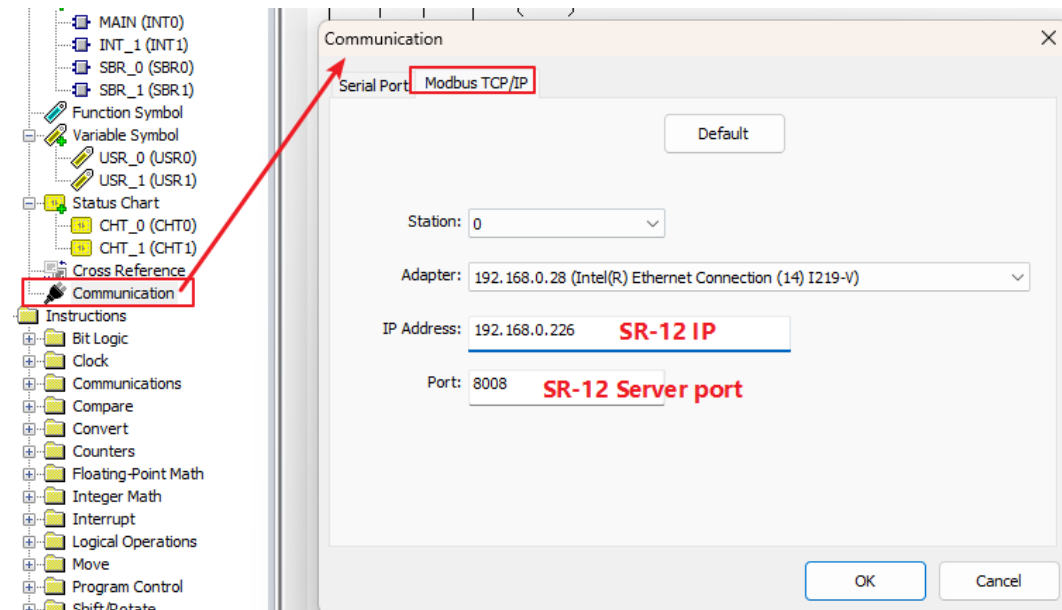 MAIN (INT0)
INT_1 (INT1)
SBR_0 (SBR0)
SBR_1 (SBR1)
Function Symbol
Variable Symbol
USR_0 (USR0)
USR_1 (USR1)
Status Chart
CHT_0 (CHT0)
CHT_1 (CHT1)
Cross Reference
Communication
Instructions
Bit Logic
Clock
Communications
Compare
Convert
Counters
Floating-Point Math
Integer Math
Interrupt
Logical Operations
Move
Program Control
Shift/Rotate
Communication
Serial Port Modbus TCP/IP
Default
Station: 0
Adapter: 192.168.0.28 (Intel(R) Ethernet Connection (14) I219-V)
IP Address: 192.168.0.226 SR-12 IP
Port: 8008 SR-12 Server port
OK Cancel